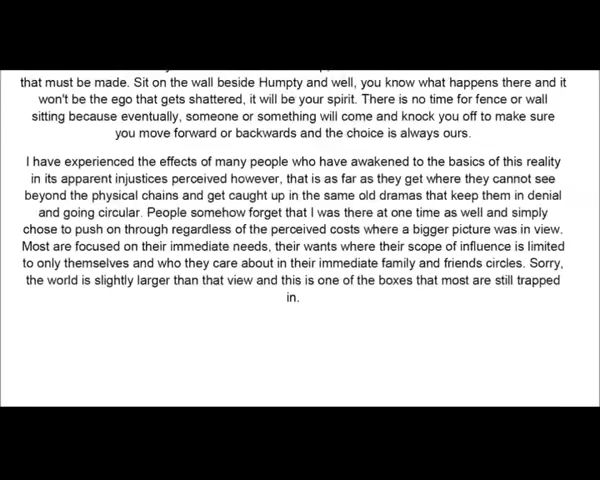 that must be made. Sit on the wall beside Humpty and well, you know what happens there and it
won't be the ego that gets shattered, it will be your spirit. There is no time for fence or wall
sitting because eventually, someone or something will come and knock you off to make sure
you move forward or backwards and the choice is always ours.
I have experienced the effects of many people who have awakened to the basics of this reality
in its apparent injustices perceived however, that is as far as they get where they cannot see
beyond the physical chains and get caught up in the same old dramas that keep them in denial
and going circular. People somehow forget that I was there at one time as well and simply
chose to push on through regardless of the perceived costs where a bigger picture was in view.
Most are focused on their immediate needs, their wants where their scope of influence is limited
to only themselves and who they care about in their immediate family and friends circles. Sorry,
the world is slightly larger than that view and this is one of the boxes that most are still trapped
in.